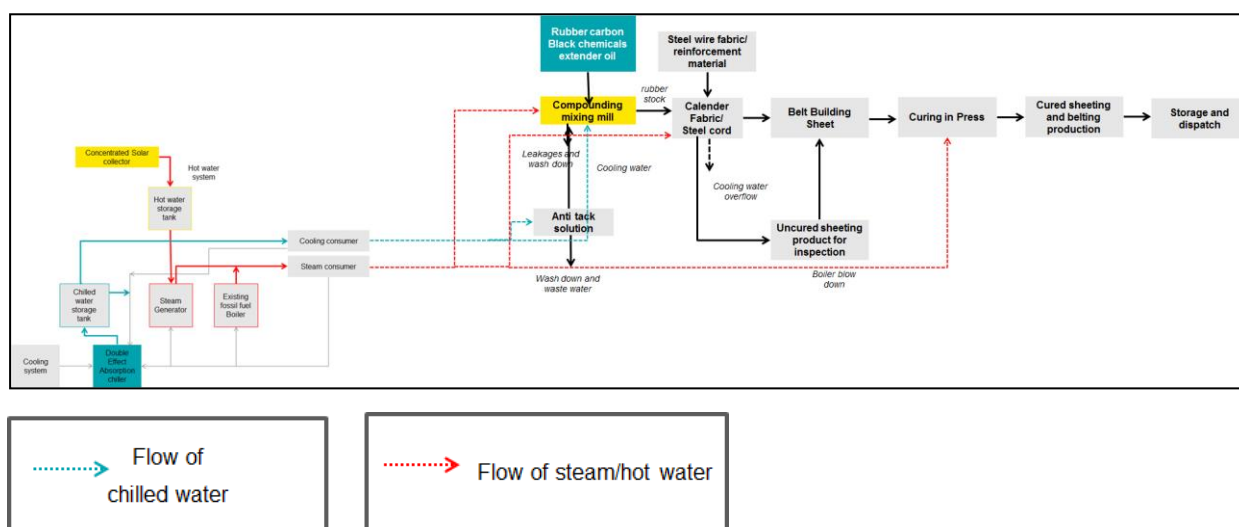 Rubber carbon
Black chemicals
extender oil
Steel wire fabric/
reinforcement
material
rubber
stock
Compounding
mixing mill
Calender
Fabric/
Steel cord
Belt Building
Sheet
Curing in Press
Cured sheeting
and belting
production
Storage and
dispatch
Concentrated Solar
collector
Hot water
system
Leakages and
wash down
Cooling water
Cooling water
overflow
Hot water
storage
tank
Anti tack
solution
Uncured sheeting
product for
inspection
Cooling consumer
Steam consumer
Wash down and
waste water
Boiler blow
down
Chilled
water
storage
tank
Steam
Generator
Existing
fossil fuel
Boiler
Cooling
system
Double
Effect
Absorption
chiller
Flow of
chilled water
Flow of steam/hot water